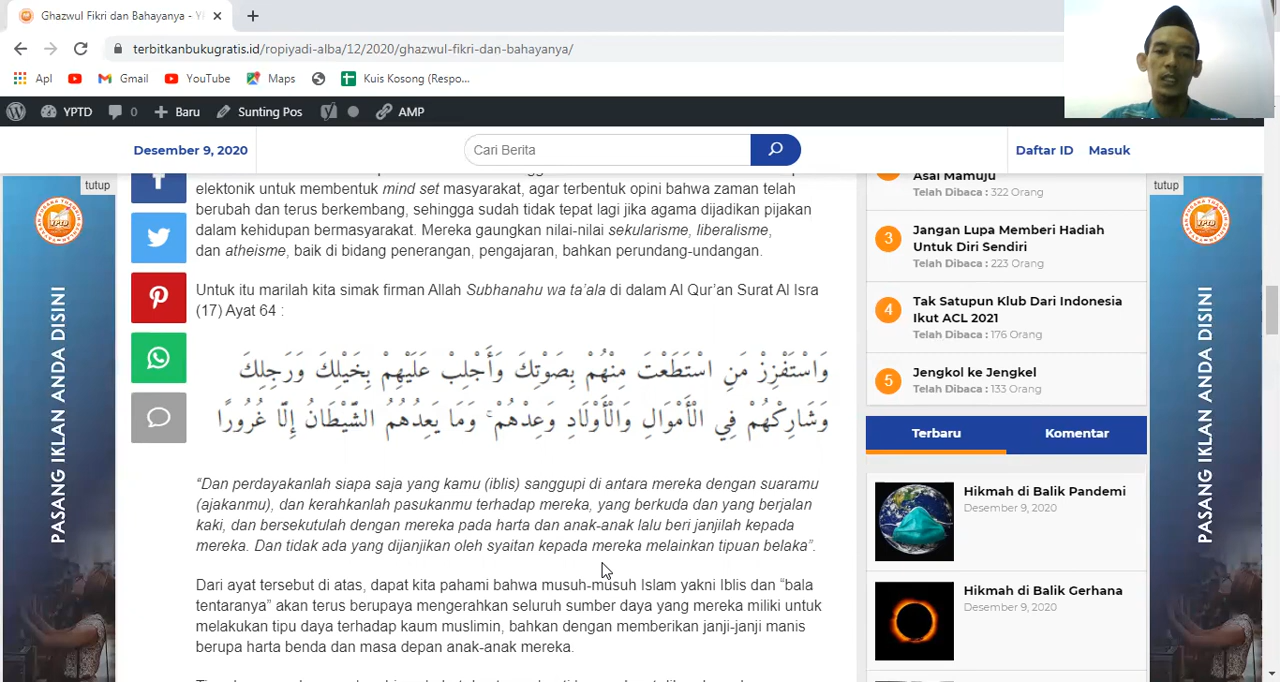 Ghazwul Fikri dan Bahayanya - Y
terbitkanbukugratis.id/ropiyadi-alba/12/2020/ghazwul-fikri-dan-bahayanya/
Apl
Gmail
YouTube
Maps
Kuis Kosong (Respo...
YPTD
0
Baru
Sunting Pos
AMP
Desember 9, 2020
Cari Berita
Daftar ID
Masuk
tutup
YPTD
PASANG IKLAN ANDA DISINI
elektonik untuk membentuk mind set masyarakat, agar terbentuk opini bahwa zaman telah
berubah dan terus berkembang, sehingga sudah tidak tepat lagi jika agama dijadikan pijakan
dalam kehidupan bermasyarakat. Mereka gulirkan nilai-nilai sekularisme, liberalisme,
dan atheisme, baik di bidang penerangan, pengajaran, bahkan perundang-undangan.
Untuk itu marilah kita simak firman Allah Subhanahu wa ta'ala di dalam Al Qur'an Surat Al Isra
(17) Ayat 64 :
وَاسْتَفْزِزْ مَنِ اسْتَطَعْتَ مِنْهُمْ بِصَوْتِكَ وَأَجْلِبْ عَلَيْهِمْ بِخَيْلِكَ وَرَجِلِكَ
وَشَارِكْهُمْ فِي الْأَمْوَالِ وَالْأَوْلَادِ وَعِدْهُمْ ۚ وَمَا يَعِدُهُمُ الشَّيْطَانُ إِلَّا غُرُورًا
“Dan perdayakanlah siapa saja yang kamu (iblis) sanggupi di antara mereka dengan suaramu
(ajakanmu), dan kerahkanlah pasukanmu terhadap mereka, yang berkuda dan yang berjalan
kaki, dan bersekutulah dengan mereka pada harta dan anak-anak lalu beri janjilah kepada
mereka. Dan tidak ada yang dijanjikan oleh syaitan kepada mereka melainkan tipuan belaka”.
Dari ayat tersebut di atas, dapat kita pahami bahwa musuh-musuh Islam yakni Iblis dan “bala
tentaranya” akan terus berupaya mengerahkan seluruh sumber daya yang mereka miliki untuk
melakukan tipu daya terhadap kaum muslimin, bahkan dengan memberikan janji-janji manis
berupa harta benda dan masa depan anak-anak mereka.
Asal Mamuju
Telah Dibaca : 322 Orang
3
Jangan Lupa Memberi Hadiah
Untuk Diri Sendiri
Telah Dibaca : 223 Orang
4
Tak Satupun Klub Dari Indonesia
Ikut ACL 2021
Telah Dibaca : 176 Orang
5
Jengkol ke Jengkel
Telah Dibaca : 133 Orang
Terbaru
Komentar
Hikmah di Balik Pandemi
Desember 9, 2020
Hikmah di Balik Gerhana
Desember 9, 2020
tutup
YPTD
PASANG IKLAN ANDA DISINI